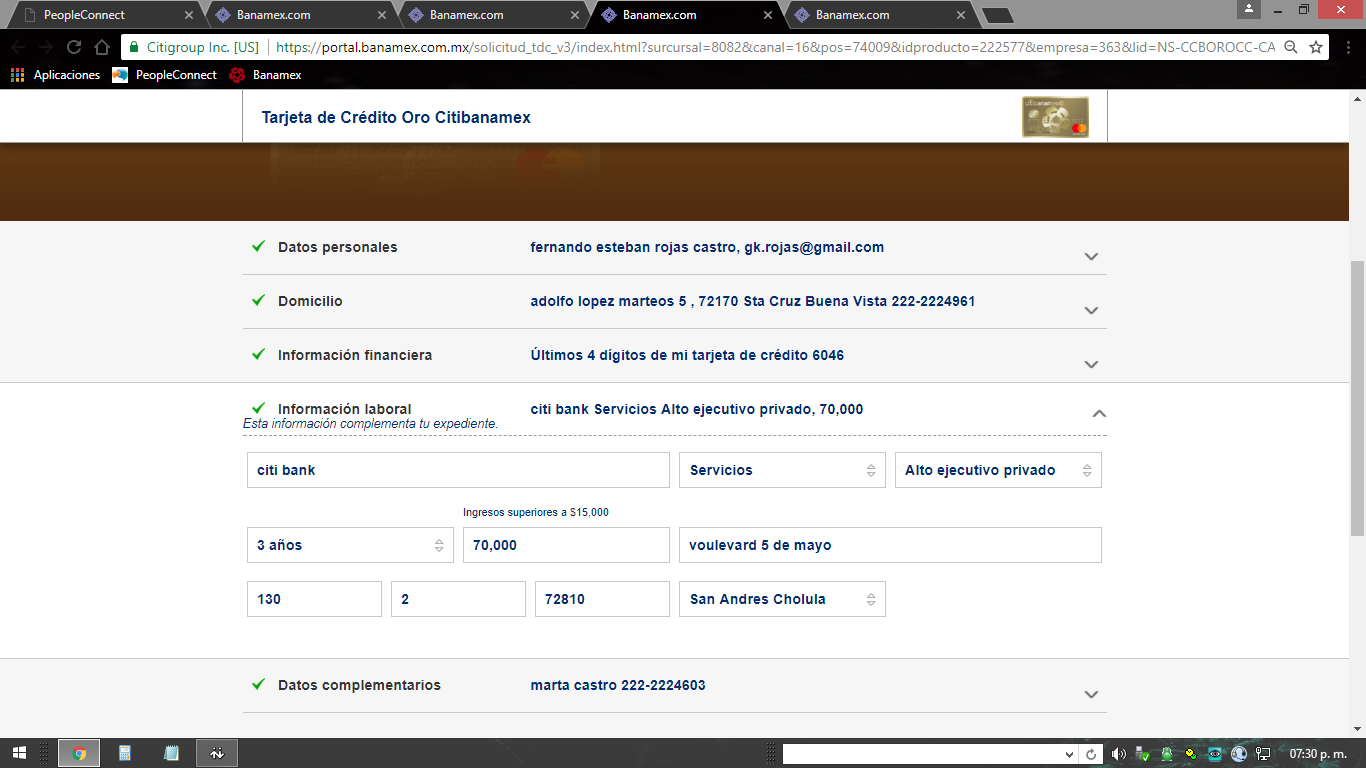 PeopleConnect
Banamex.com
Banamex.com
Banamex.com
Banamex.com
Citigroup Inc. [US] https://portal.banamex.com.mx/solicitud_tdc_v3/index.html?sursursal=8082&canal=16&pos=74009&idproducto=222577&empresa=363&lid=NS-CCBOROCC-CA
Aplicaciones PeopleConnect Banamex
Tarjeta de Crédito Oro Citibanamex
Datos personales fernando esteban rojas castro, gk.rojas@gmail.com
Domicilio adolfo lopez marteos 5 , 72170 Sta Cruz Buena Vista 222-2224961
Información financiera Últimos 4 dígitos de mi tarjeta de crédito 6046
Información laboral citi bank Servicios Alto ejecutivo privado, 70,000
Esta información complementa tu expediente.
citi bank Servicios Alto ejecutivo privado
Ingresos superiores a $15,000
3 años 70,000 voulevard 5 de mayo
130 2 72810 San Andres Cholula
Datos complementarios marta castro 222-2224603
07:30 p. m.